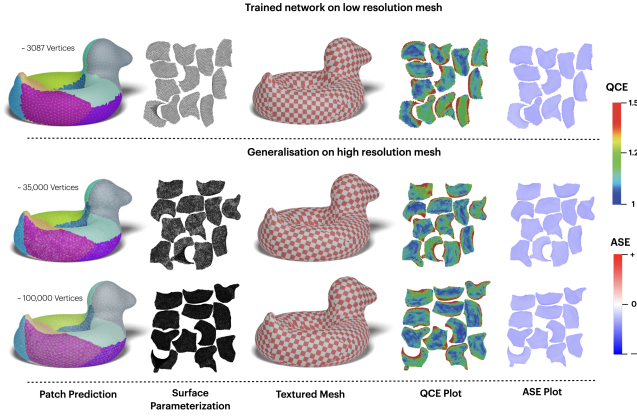 Trained network on low resolution mesh
~ 3087 Vertices
QCE
1.5
1.2
1
Generalisation on high resolution mesh
~ 35,000 Vertices
ASE
+
0
−
~100,000 Vertices
Patch Prediction
Surface
Parameterization
Textured Mesh
QCE Plot
ASE Plot